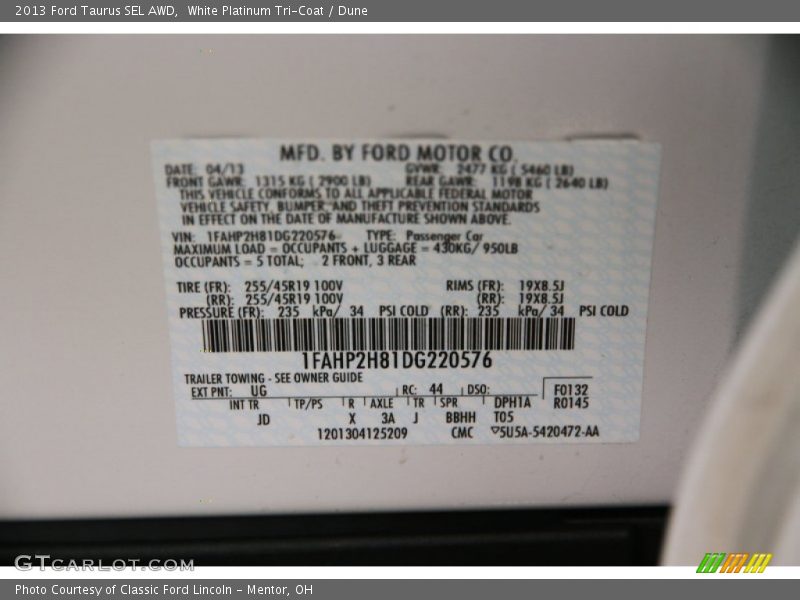 2013 Ford Taurus SEL AWD, White Platinum Tri-Coat / Dune
MFD. BY FORD MOTOR CO.
DATE: 04/13 GVWR: 2477 KG ( 5460 LB)
FRONT GAWR: 1315 KG ( 2900 LB) REAR GAWR: 1198 KG ( 2640 LB)
THIS VEHICLE CONFORMS TO ALL APPLICABLE FEDERAL MOTOR
VEHICLE SAFETY, BUMPER, AND THEFT PREVENTION STANDARDS
IN EFFECT ON THE DATE OF MANUFACTURE SHOWN ABOVE.
VIN: 1FAHP2H81DG220576 TYPE: Passenger Car
MAXIMUM LOAD = OCCUPANTS + LUGGAGE = 430KG/ 950LB
OCCUPANTS = 5 TOTAL; 2 FRONT, 3 REAR
TIRE (FR): 255/45R19 100V RIMS (FR): 19X8.5J
(RR): 255/45R19 100V (RR): 19X8.5J
PRESSURE (FR): 235 kPa/ 34 PSI COLD (RR): 235 kPa/ 34 PSI COLD
1FAHP2H81DG220576
TRAILER TOWING - SEE OWNER GUIDE
EXT PNT: UG RC: 44 DSO: F0132
INT TR TP/PS R AXLE TR SPR DPH1A R0145
JD X 3A J BBHH T05
1201304125209 CMC ▽5U5A-5420472-AA
GTCARLOT.COM
Photo Courtesy of Classic Ford Lincoln - Mentor, OH